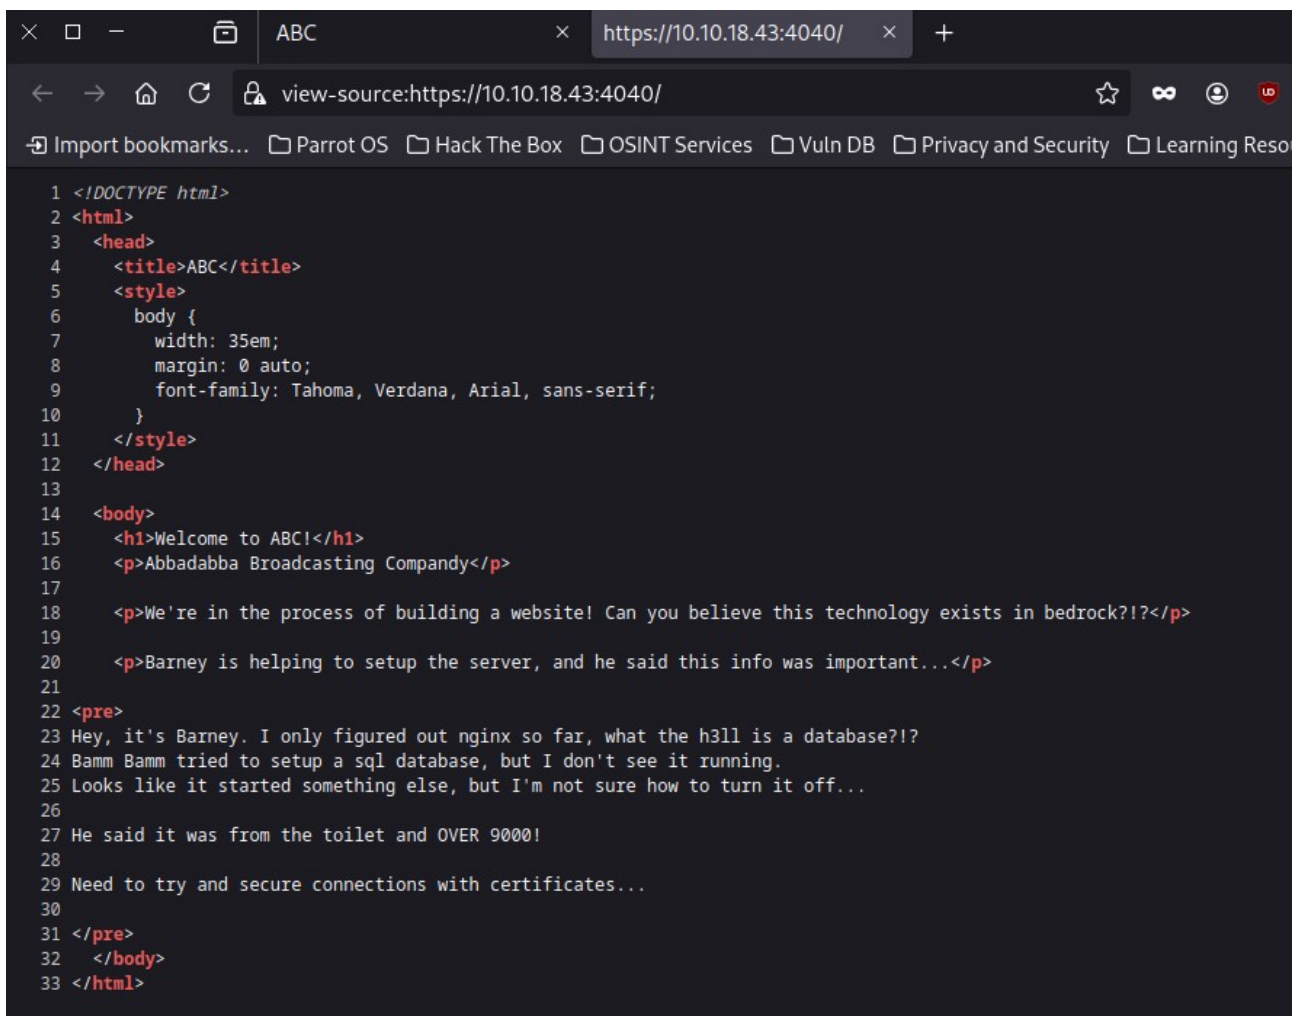 ABC
https://10.10.18.43:4040/
view-source:https://10.10.18.43:4040/
UD
Import bookmarks... Parrot OS Hack The Box OSINT Services Vuln DB Privacy and Security Learning Reso
1 <!DOCTYPE html>
2 <html>
3 <head>
4 <title>ABC</title>
5 <style>
6 body {
7 width: 35em;
8 margin: 0 auto;
9 font-family: Tahoma, Verdana, Arial, sans-serif;
10 }
11 </style>
12 </head>
13
14 <body>
15 <h1>Welcome to ABC!</h1>
16 <p>Abbadabba Broadcasting Compandy</p>
17
18 <p>We're in the process of building a website! Can you believe this technology exists in bedrock?!?</p>
19
20 <p>Barney is helping to setup the server, and he said this info was important...</p>
21
22 <pre>
23 Hey, it's Barney. I only figured out nginx so far, what the h3ll is a database?!?
24 Bamm Bamm tried to setup a sql database, but I don't see it running.
25 Looks like it started something else, but I'm not sure how to turn it off...
26
27 He said it was from the toilet and OVER 9000!
28
29 Need to try and secure connections with certificates...
30
31 </pre>
32 </body>
33 </html>